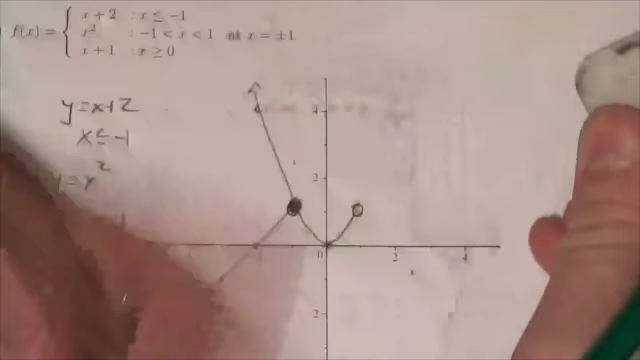 f(x) = { x + 2 : x ≤ -1
x² : -1 < x < 1 at x = ±1
x + 1 : x ≥ 0
y = x+2
x ≤ -1
y = x²
4
2
0 2 4
x
2